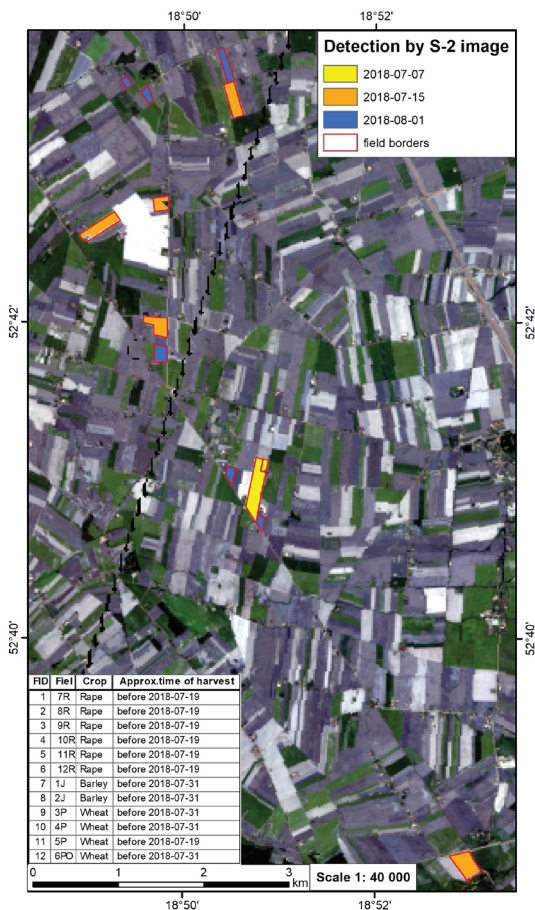 18°50'
18°52'
Detection by S-2 image
2018-07-07
2018-07-15
2018-08-01
field borders
52°42'
52°42'
52°40'
52°40'
FID Fiel Crop Approx.time of harvest
1 7R Rape before 2018-07-19
2 8R Rape before 2018-07-19
3 9R Rape before 2018-07-19
4 10R Rape before 2018-07-19
5 11R Rape before 2018-07-19
6 12R Rape before 2018-07-19
7 1J Barley before 2018-07-31
8 2J Barley before 2018-07-31
9 3P Wheat before 2018-07-31
10 4P Wheat before 2018-07-31
11 5P Wheat before 2018-07-19
12 6PO Wheat before 2018-07-31
0 1 2 3 km
Scale 1: 40 000
18°50'
18°52'